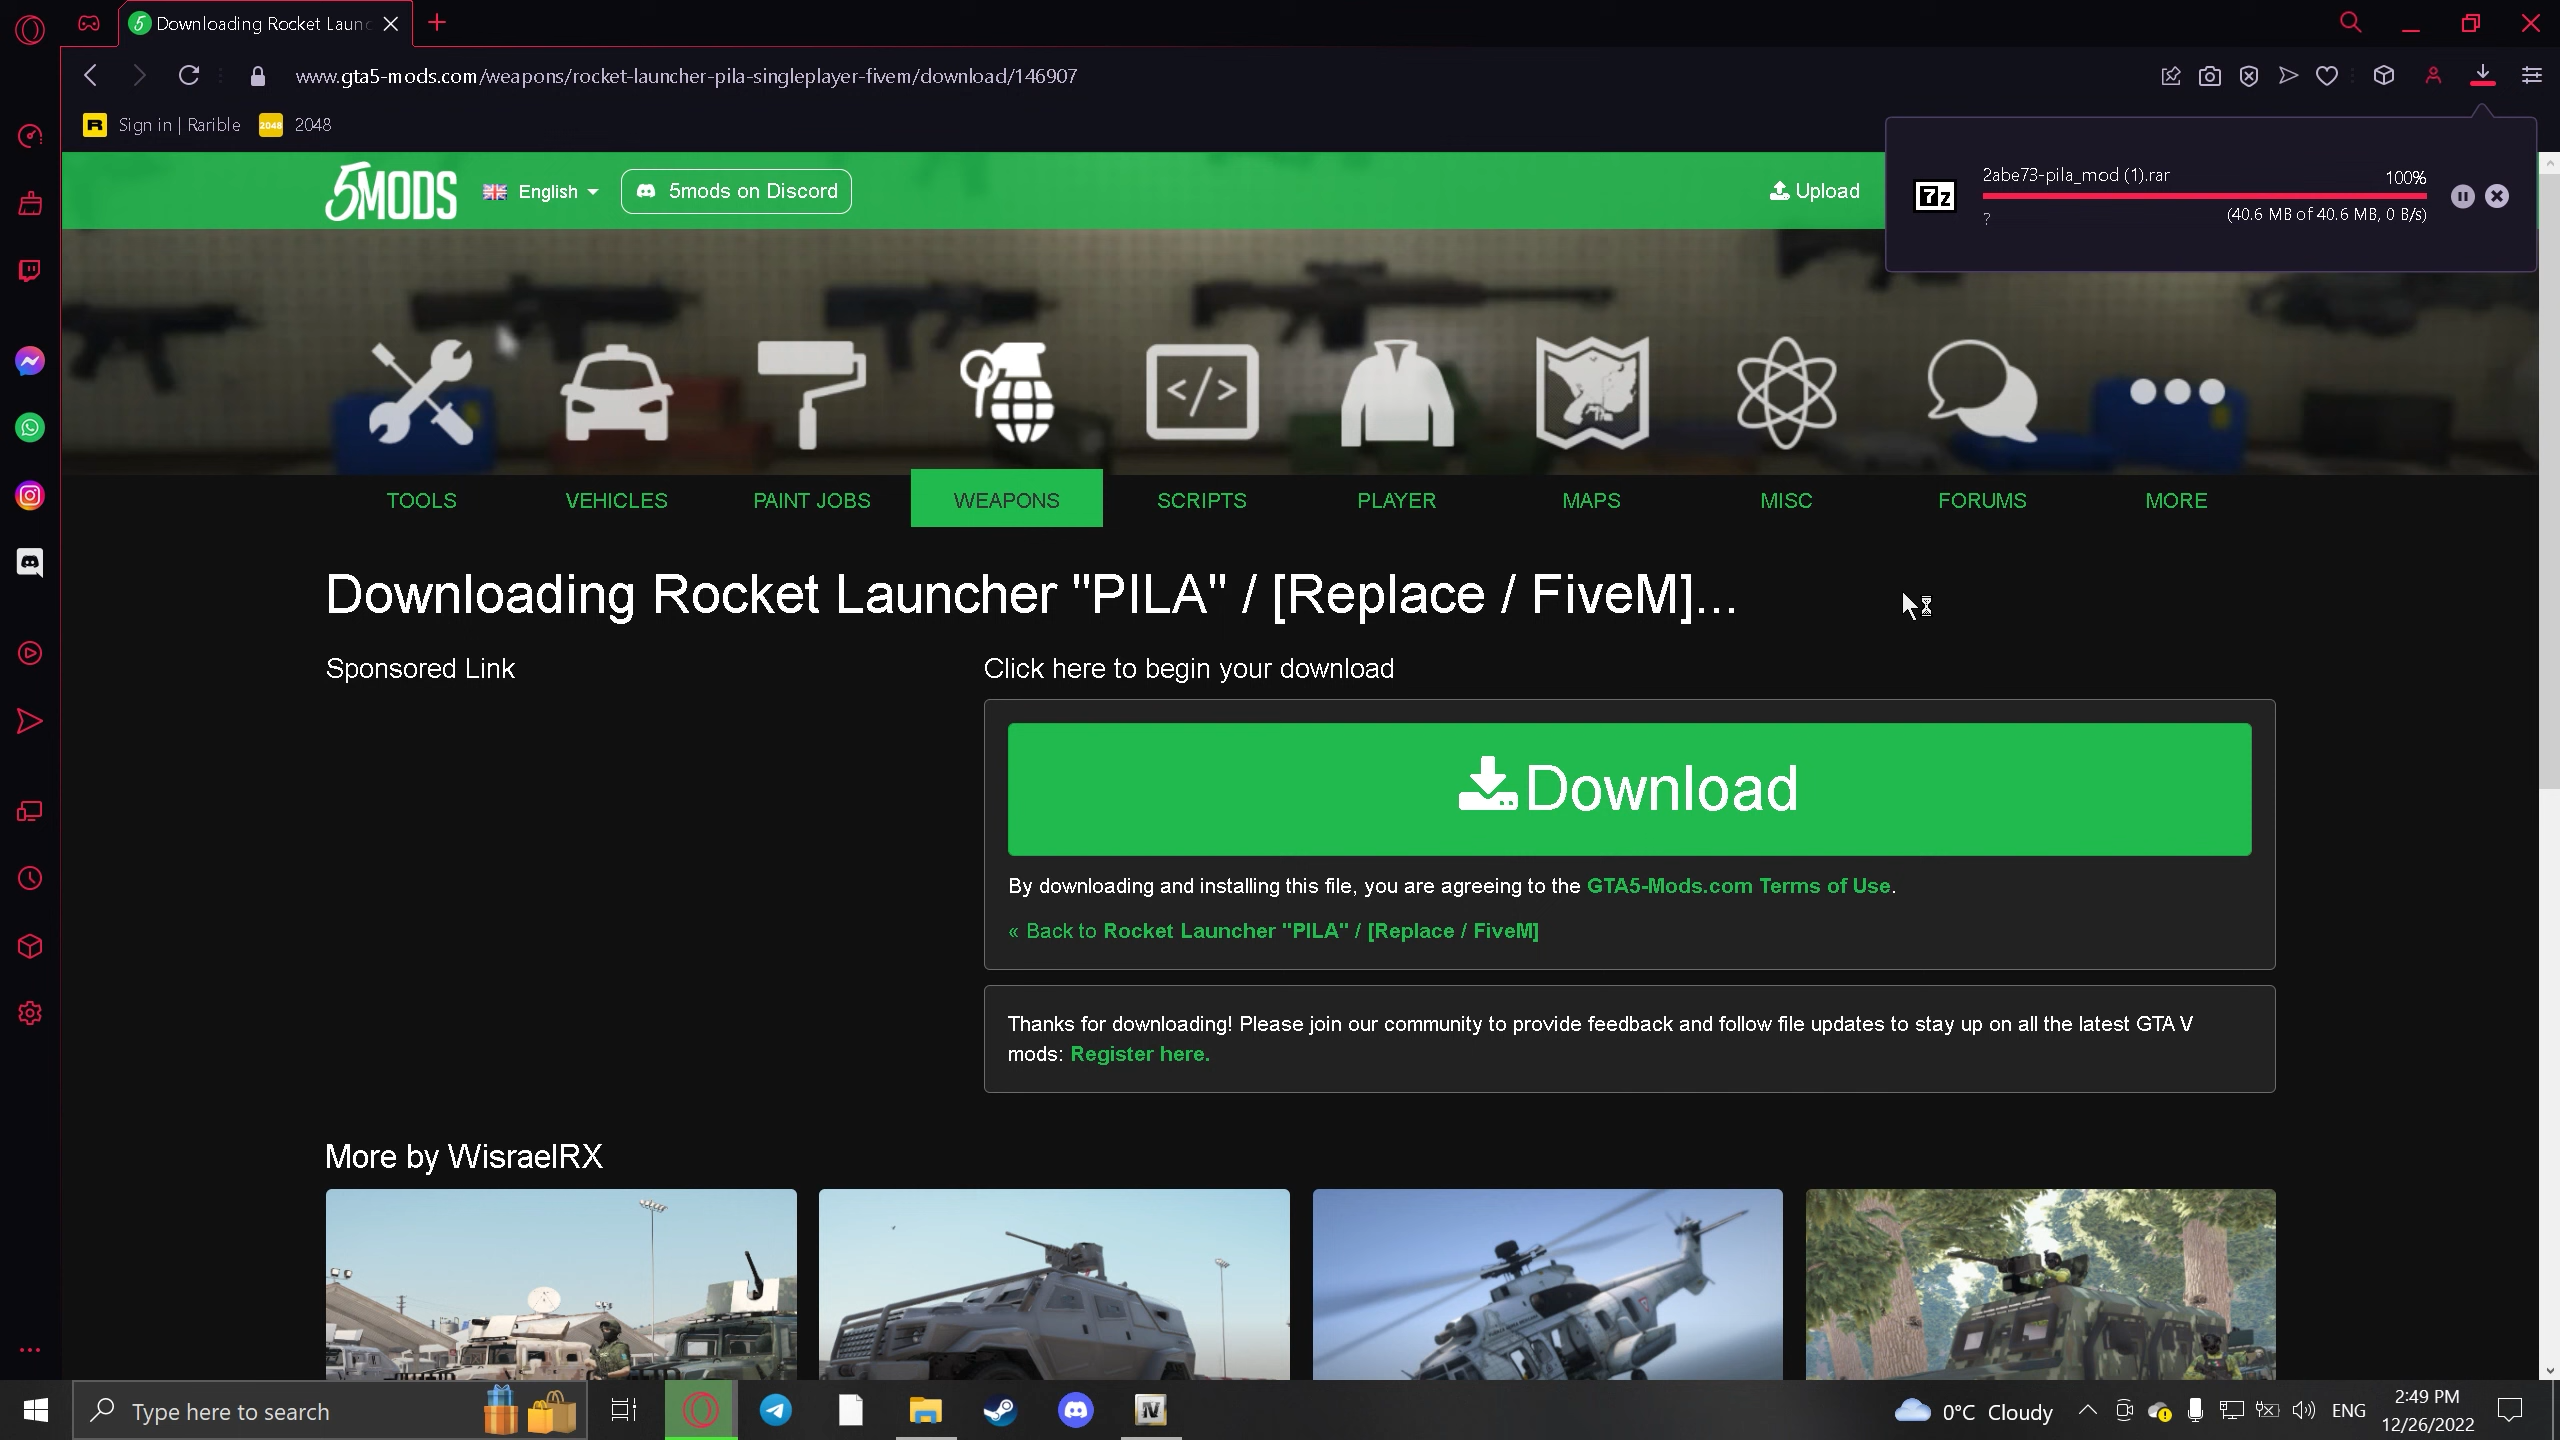 Downloading Rocket Laun
www.gta5-mods.com/weapons/rocket-launcher-pila-singleplayer-fivem/download/146907
Sign in | Rarible
2048
2048
2abe73-pila_mod (1).rar
100%
7z
?
(40.6 MB of 40.6 MB, 0 B/s)
5MODS
English
5mods on Discord
Upload
TOOLS
VEHICLES
PAINT JOBS
WEAPONS
SCRIPTS
PLAYER
MAPS
MISC
FORUMS
MORE
Downloading Rocket Launcher "PILA" / [Replace / FiveM]...
Sponsored Link
Click here to begin your download
Download
By downloading and installing this file, you are agreeing to the GTA5-Mods.com Terms of Use.
« Back to Rocket Launcher "PILA" / [Replace / FiveM]
Thanks for downloading! Please join our community to provide feedback and follow file updates to stay up on all the latest GTA V
mods: Register here.
More by WisraelRX
Type here to search
IV
0°C Cloudy
ENG
2:49 PM
12/26/2022